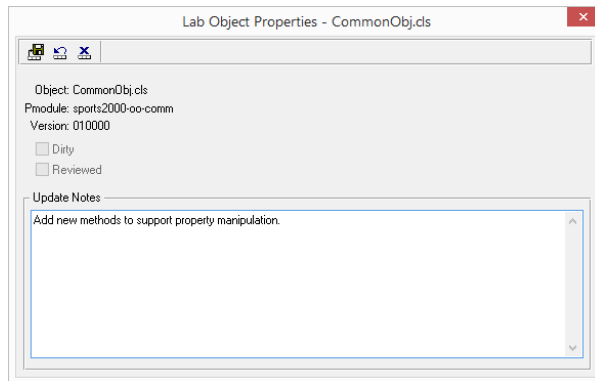 Lab Object Properties - CommonObj.cls
Object: CommonObj.cls
Pmodule: sports2000-oo-comm
Version: 010000
Dirty
Reviewed
Update Notes
Add new methods to support property manipulation.